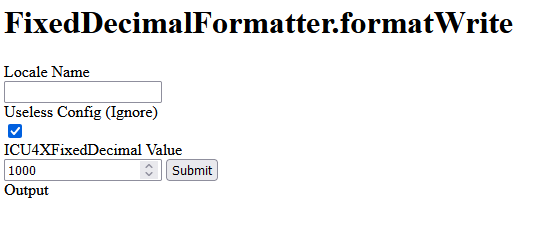 FixedDecimalFormatter.formatWrite
Locale Name
Useless Config (Ignore)
ICU4XFixedDecimal Value
1000 Submit
Output